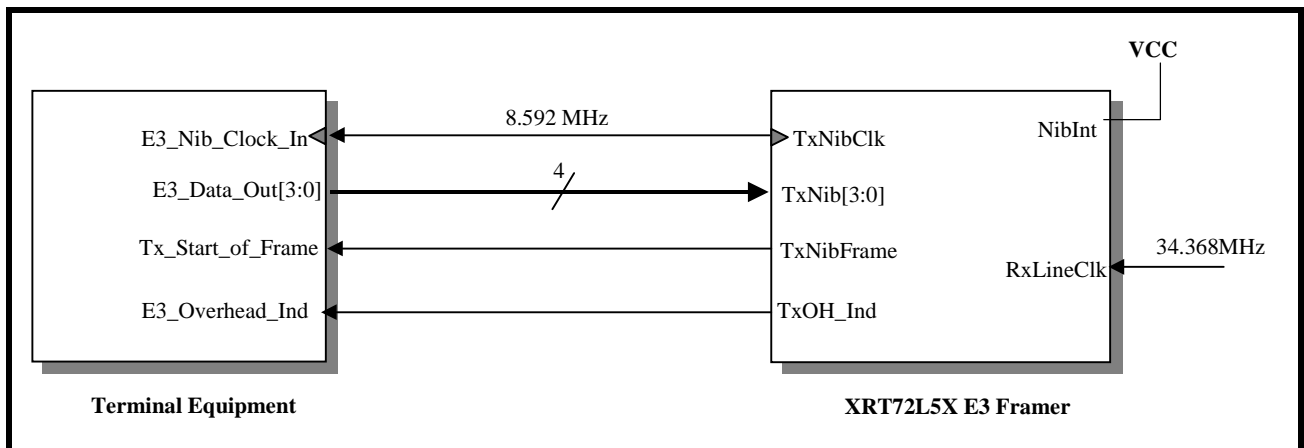 VCC
8.592 MHz
E3_Nib_Clock_In
TxNibClk
NibInt
4
E3_Data_Out[3:0]
TxNib[3:0]
Tx_Start_of_Frame
TxNibFrame
34.368MHz
RxLineClk
E3_Overhead_Ind
TxOH_Ind
Terminal Equipment
XRT72L5X E3 Framer